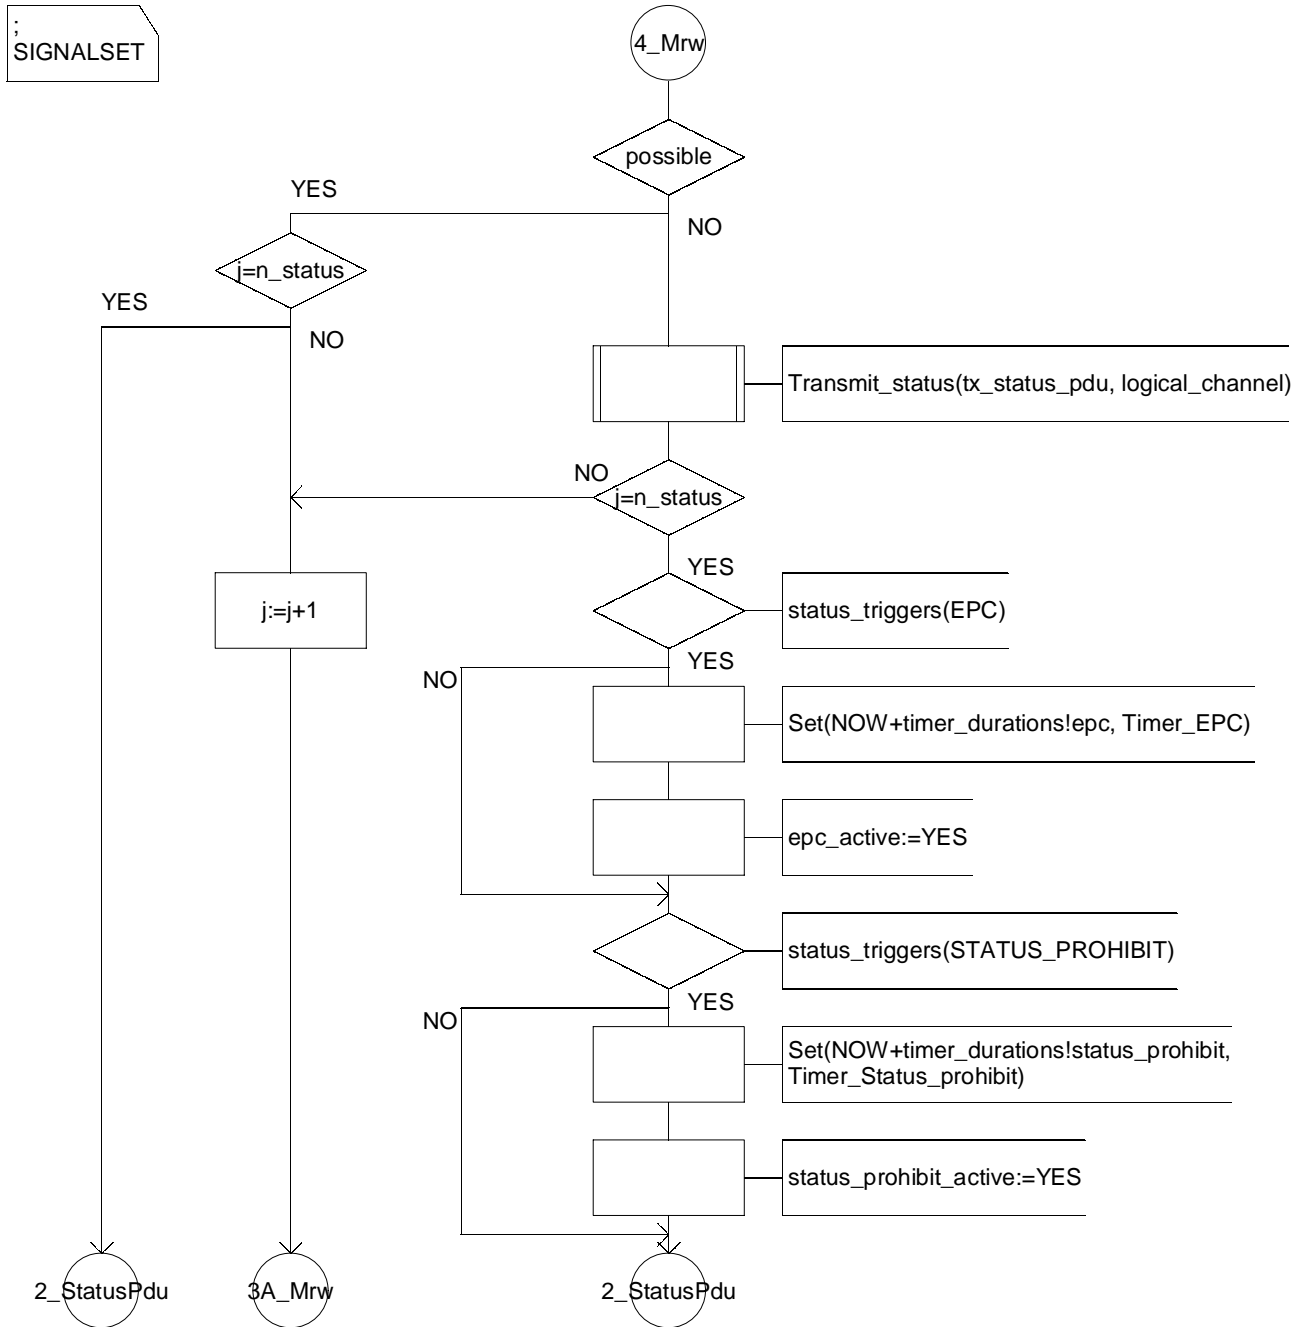 ;
SIGNALSET
4_Mrw
possible
YES
NO
j=n_status
YES
NO
Transmit_status(tx_status_pdu, logical_channel)
NO
j=n_status
YES
j:=j+1
status_triggers(EPC)
YES
NO
Set(NOW+timer_durations!epc, Timer_EPC)
epc_active:=YES
status_triggers(STATUS_PROHIBIT)
YES
NO
Set(NOW+timer_durations!status_prohibit,
Timer_Status_prohibit)
status_prohibit_active:=YES
2_StatusPdu
3A_Mrw
2_StatusPdu